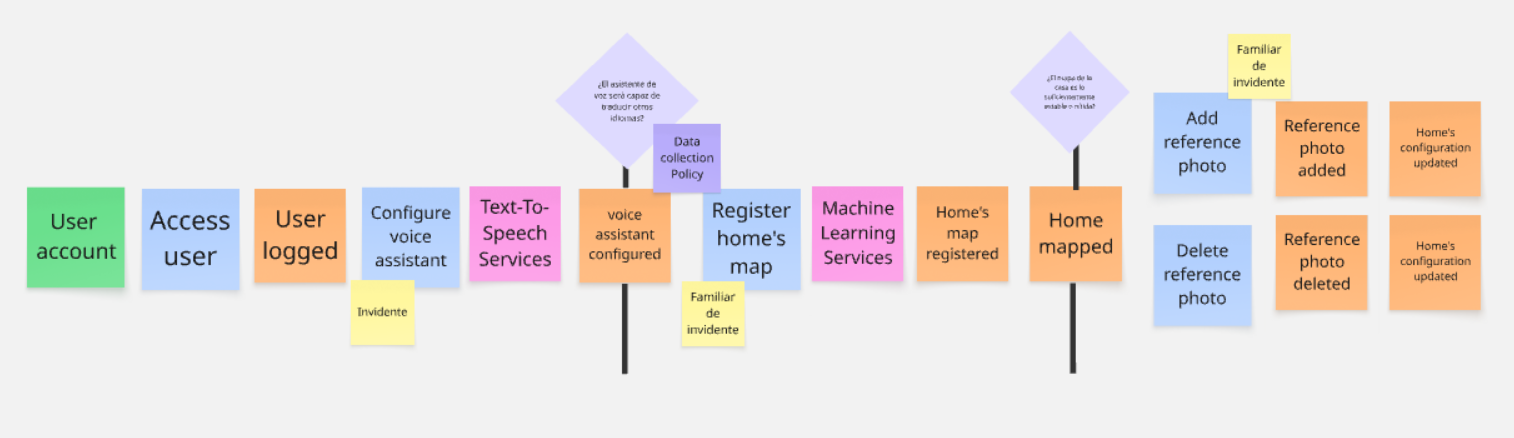 User
account
Access
user
User
logged
Configure
voice
assistant
Invidente
Text-To-
Speech
Services
¿El asistente de
voz será capaz de
traducir otros
idiomas?
voice
assistant
configured
Data
collection
Policy
Register
home's
map
Familiar
de
invidente
Machine
Learning
Services
Home's
map
registered
¿El mapa de la
casa es lo
suficientemente
estable o nítida?
Home
mapped
Familiar
de
invidente
Add
reference
photo
Reference
photo
added
Home's
configuration
updated
Delete
reference
photo
Reference
photo
deleted
Home's
configuration
updated